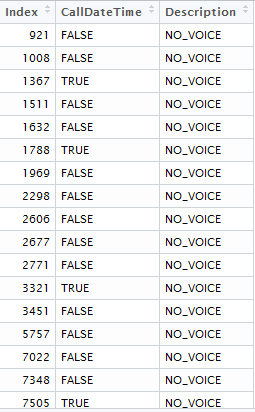 Index CallDateTime Description
921 FALSE NO_VOICE
1008 FALSE NO_VOICE
1367 TRUE NO_VOICE
1511 FALSE NO_VOICE
1632 FALSE NO_VOICE
1788 TRUE NO_VOICE
1969 FALSE NO_VOICE
2298 FALSE NO_VOICE
2606 FALSE NO_VOICE
2677 FALSE NO_VOICE
2771 FALSE NO_VOICE
3321 TRUE NO_VOICE
3451 FALSE NO_VOICE
5757 FALSE NO_VOICE
7022 FALSE NO_VOICE
7348 FALSE NO_VOICE
7505 TRUE NO_VOICE